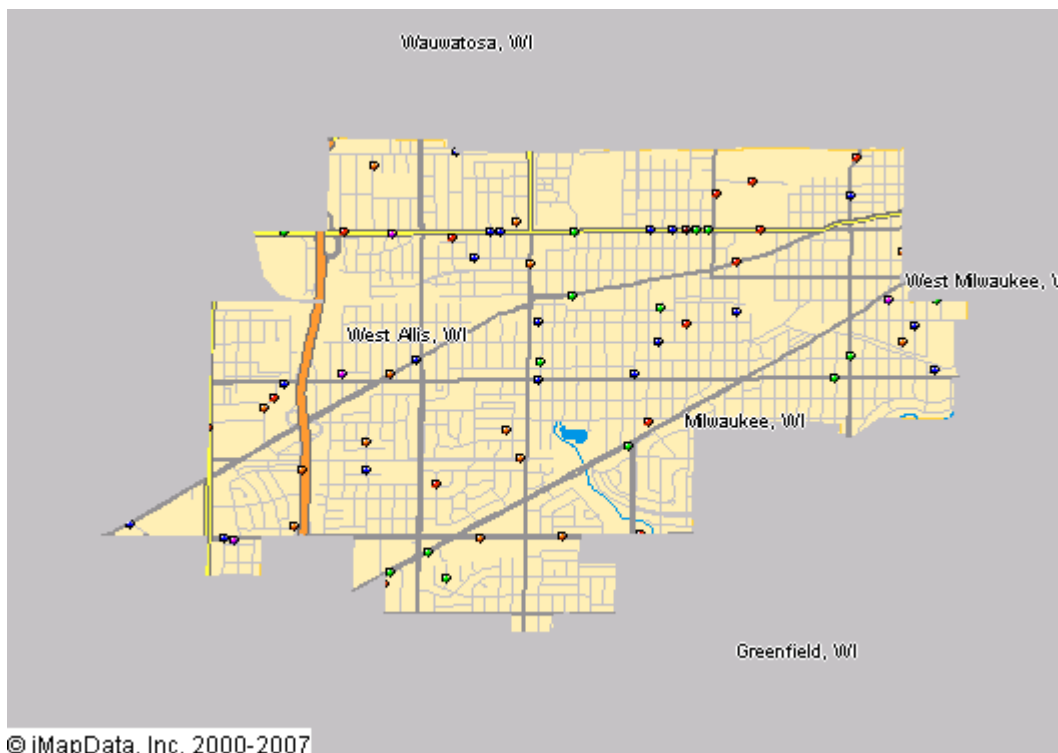 Wauwatosa, WI
West Milwaukee, W
West Allis, WI
Milwaukee, WI
Greenfield, WI
© iMapData, Inc. 2000-2007